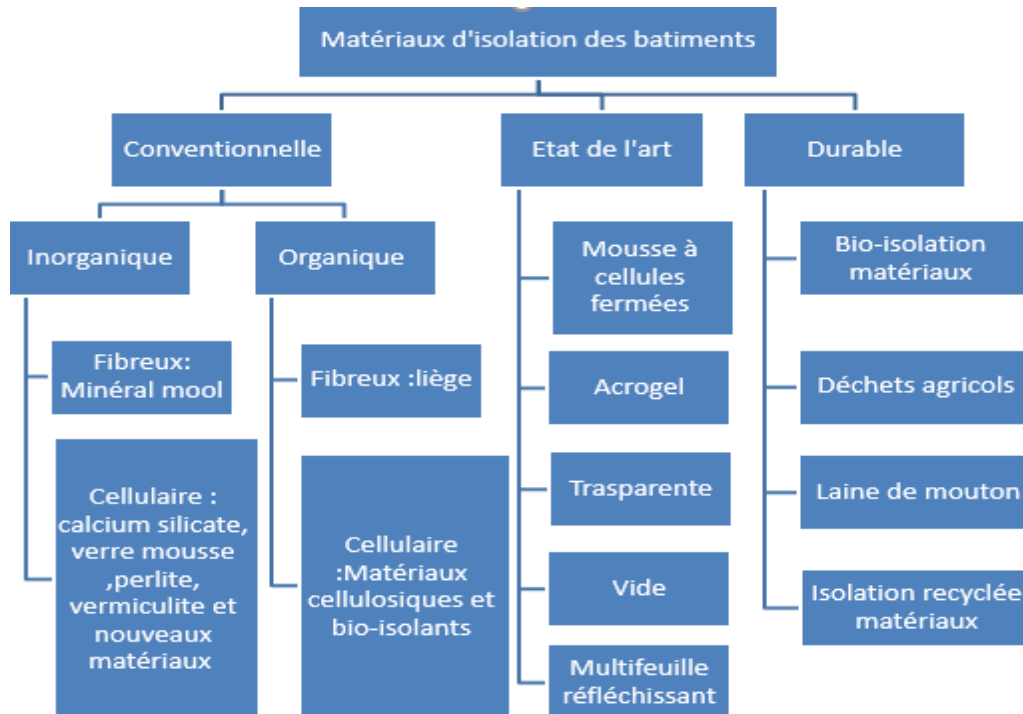 Matériaux d'isolation des batiments
Conventionnelle
Etat de l'art
Durable
Inorganique
Organique
Fibreux:
Minéral mool
Cellulaire :
calcium silicate,
verre mousse
,perlite,
vermiculite et
nouveaux
matériaux
Fibreux :liège
Cellulaire
:Matériaux
cellulosiques et
bio-isolants
Mousse à
cellules
fermées
Acrogel
Trasparente
Vide
Multifeuille
réfléchissant
Bio-isolation
matériaux
Déchets agricols
Laine de mouton
Isolation recyclée
matériaux